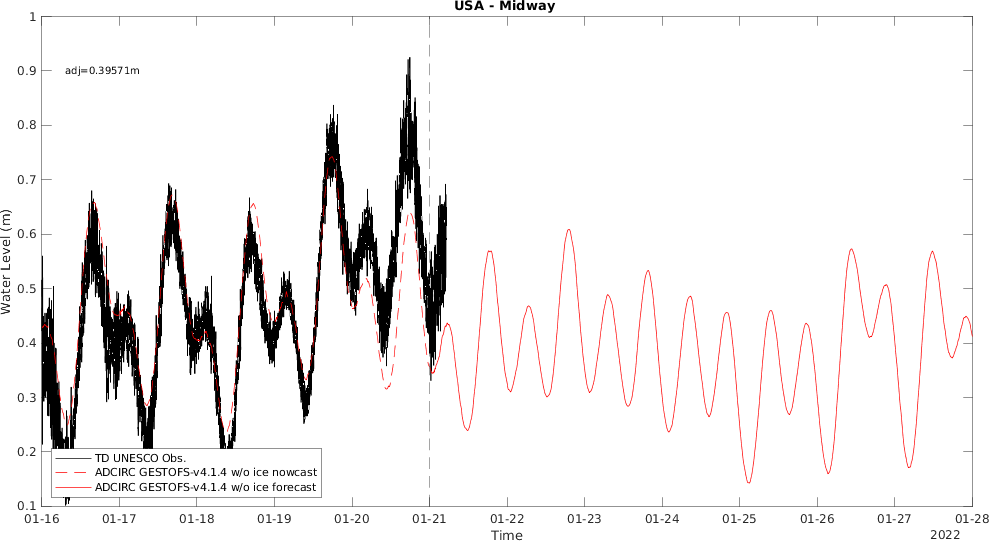 USA - Midway
adj=0.39571m
Water Level (m)
1
0.9
0.8
0.7
0.6
0.5
0.4
0.3
0.2
0.1
TD UNESCO Obs.
ADCIRC GESTOFS-v4.1.4 w/o ice nowcast
ADCIRC GESTOFS-v4.1.4 w/o ice forecast
01-16 01-17 01-18 01-19 01-20 01-21 01-22 01-23 01-24 01-25 01-26 01-27 01-28
Time
2022